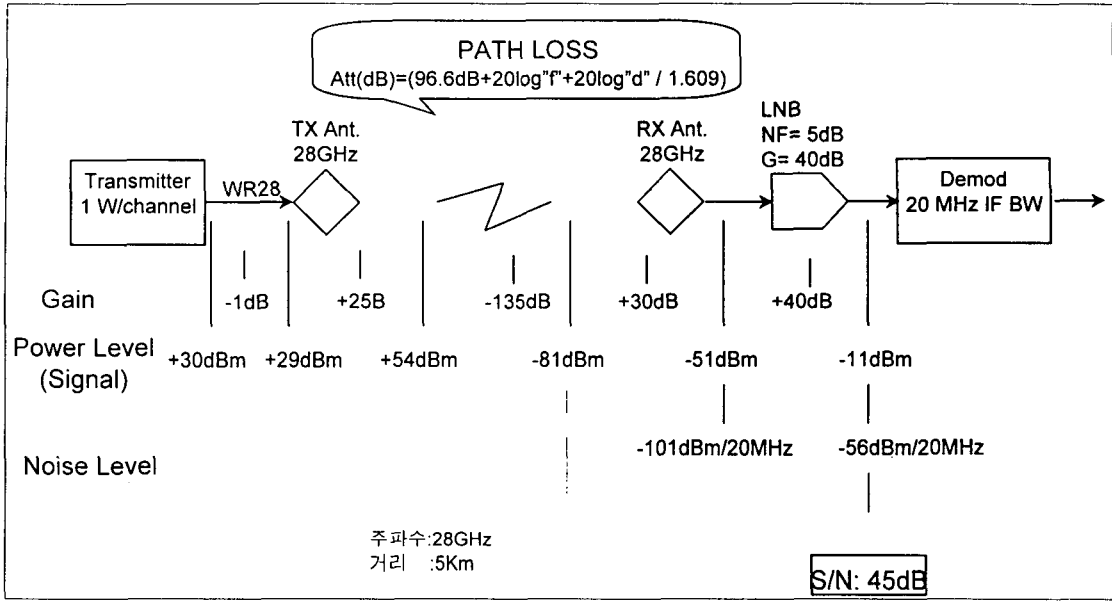 PATH LOSS
Att(dB)=(96.6dB+20log"f"+20log"d" / 1.609)
TX Ant.
28GHz
RX Ant.
28GHz
LNB
NF= 5dB
G= 40dB
Transmitter
1 W/channel
WR28
Demod
20 MHz IF BW
Gain
-1dB
+25B
-135dB
+30dB
+40dB
Power Level
(Signal)
+30dBm
+29dBm
+54dBm
-81dBm
-51dBm
-11dBm
Noise Level
-101dBm/20MHz
-56dBm/20MHz
주파수:28GHz
거리 :5Km
S/N: 45dB